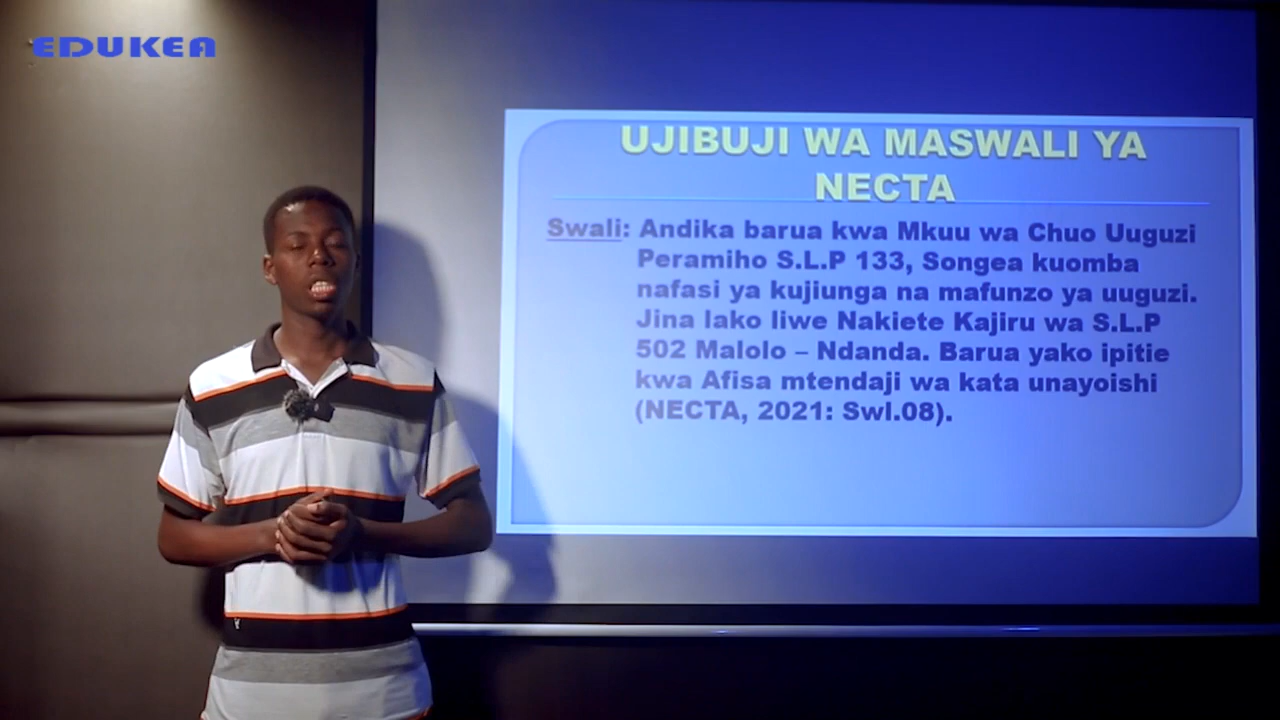 EDUKEA
UJIBUJI WA MASWALI YA
NECTA
Swali: Andika barua kwa Mkuu wa Chuo Uuguzi
Peramiho S.L.P 133, Songea kuomba
nafasi ya kujiunga na mafunzo ya uuguzi.
Jina lako liwe Nakiete Kajiru wa S.L.P
502 Malolo – Ndanda. Barua yako ipitie
kwa Afisa mtendaji wa kata unayoishi
(NECTA, 2021: Swl.08).